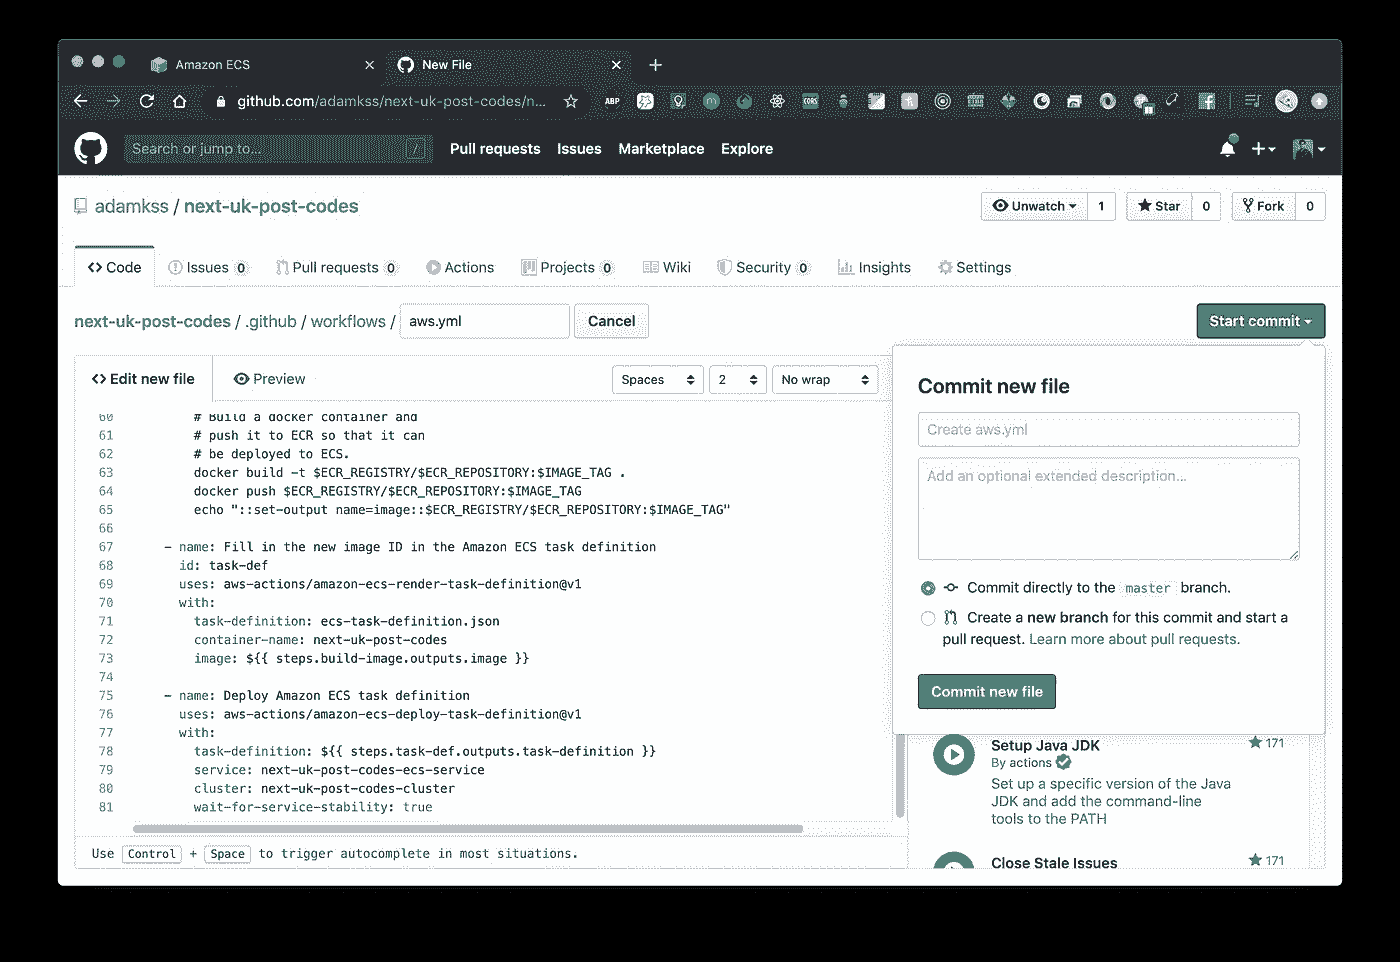 Amazon ECS
New File
github.com/adamkss/next-uk-post-codes/n...
ABP
CORS
Search or jump to...
/
Pull requests Issues Marketplace Explore
adamkss / next-uk-post-codes
Unwatch 1 Star 0 Fork 0
<> Code Issues 0 Pull requests 0 Actions Projects 0 Wiki Security 0 Insights Settings
next-uk-post-codes / .github / workflows / aws.yml Cancel
Start commit
<> Edit new file Preview Spaces 2 No wrap
60 # Build a docker container and
61 # push it to ECR so that it can
62 # be deployed to ECS.
63 docker build -t $ECR_REGISTRY/$ECR_REPOSITORY:$IMAGE_TAG .
64 docker push $ECR_REGISTRY/$ECR_REPOSITORY:$IMAGE_TAG
65 echo "::set-output name=image::$ECR_REGISTRY/$ECR_REPOSITORY:$IMAGE_TAG"
66
67 - name: Fill in the new image ID in the Amazon ECS task definition
68 id: task-def
69 uses: aws-actions/amazon-ecs-render-task-definition@v1
70 with:
71 task-definition: ecs-task-definition.json
72 container-name: next-uk-post-codes
73 image: ${{ steps.build-image.outputs.image }}
74
75 - name: Deploy Amazon ECS task definition
76 uses: aws-actions/amazon-ecs-deploy-task-definition@v1
77 with:
78 task-definition: ${{ steps.task-def.outputs.task-definition }}
79 service: next-uk-post-codes-ecs-service
80 cluster: next-uk-post-codes-cluster
81 wait-for-service-stability: true
Use Control + Space to trigger autocomplete in most situations.
Commit new file
Create aws.yml
Add an optional extended description...
Commit directly to the master branch.
Create a new branch for this commit and start a
pull request. Learn more about pull requests.
Commit new file
Setup Java JDK 171
By actions
Set up a specific version of the Java
JDK and add the command-line
tools to the PATH
Close Stale Issues 171